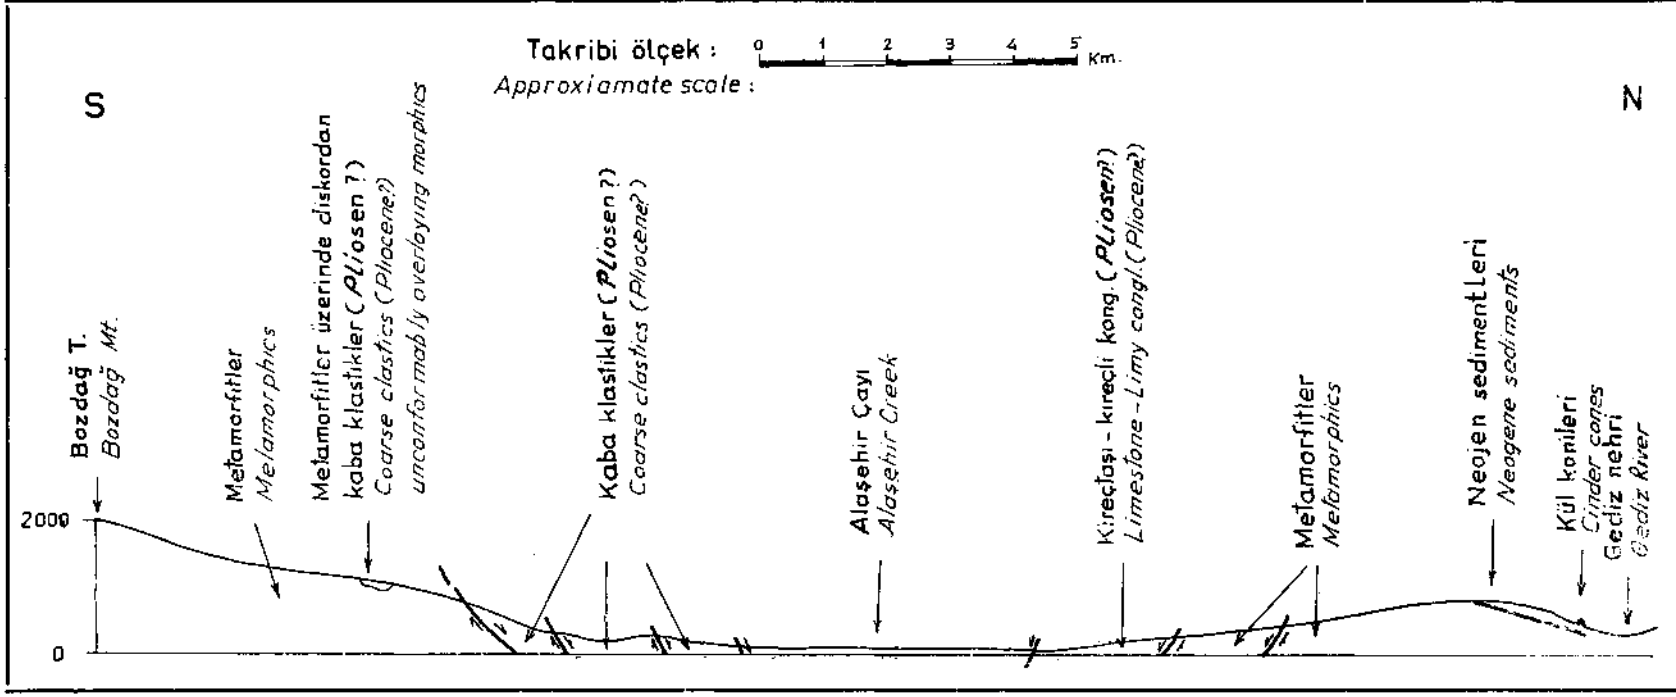 Takribi ölçek :
0 1 2 3 4 5 Km.
Approxiamate scale :
S
N
Bozdağ T.
Bozdağ Mt.
Metamorfitler
Melamorphics
Metamorfitler üzerinde diskordan
kaba klastikler (Pliosen?)
Coarse clastics (Pliocene?)
unconformably overlaying morphics
Kaba klastikler (Pliosen?)
Coarse clastics (Pliocene?)
Alaşehir Çayı
Alaşehir Creek
Kireçtaşı - kireçli kong. (Pliosen?)
Limestone - Limy congl. (Pliocene?)
Metamorfitler
Metamorphics
Neojen sedimentleri
Neogene sediments
Kül konileri
Cinder cones
Gediz nehri
Gediz River
2000
0